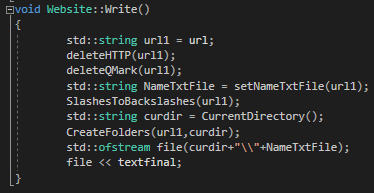 void Website::Write()
{
std::string url1 = url;
deleteHTTP(url1);
deleteQMark(url1);
std::string NameTxtFile = setNameTxtFile(url1);
SlashesToBackslashes(url1);
std::string curdir = CurrentDirectory();
CreateFolders(url1,curdir);
std::ofstream file(curdir+"\\"+NameTxtFile);
file << textfinal;
}